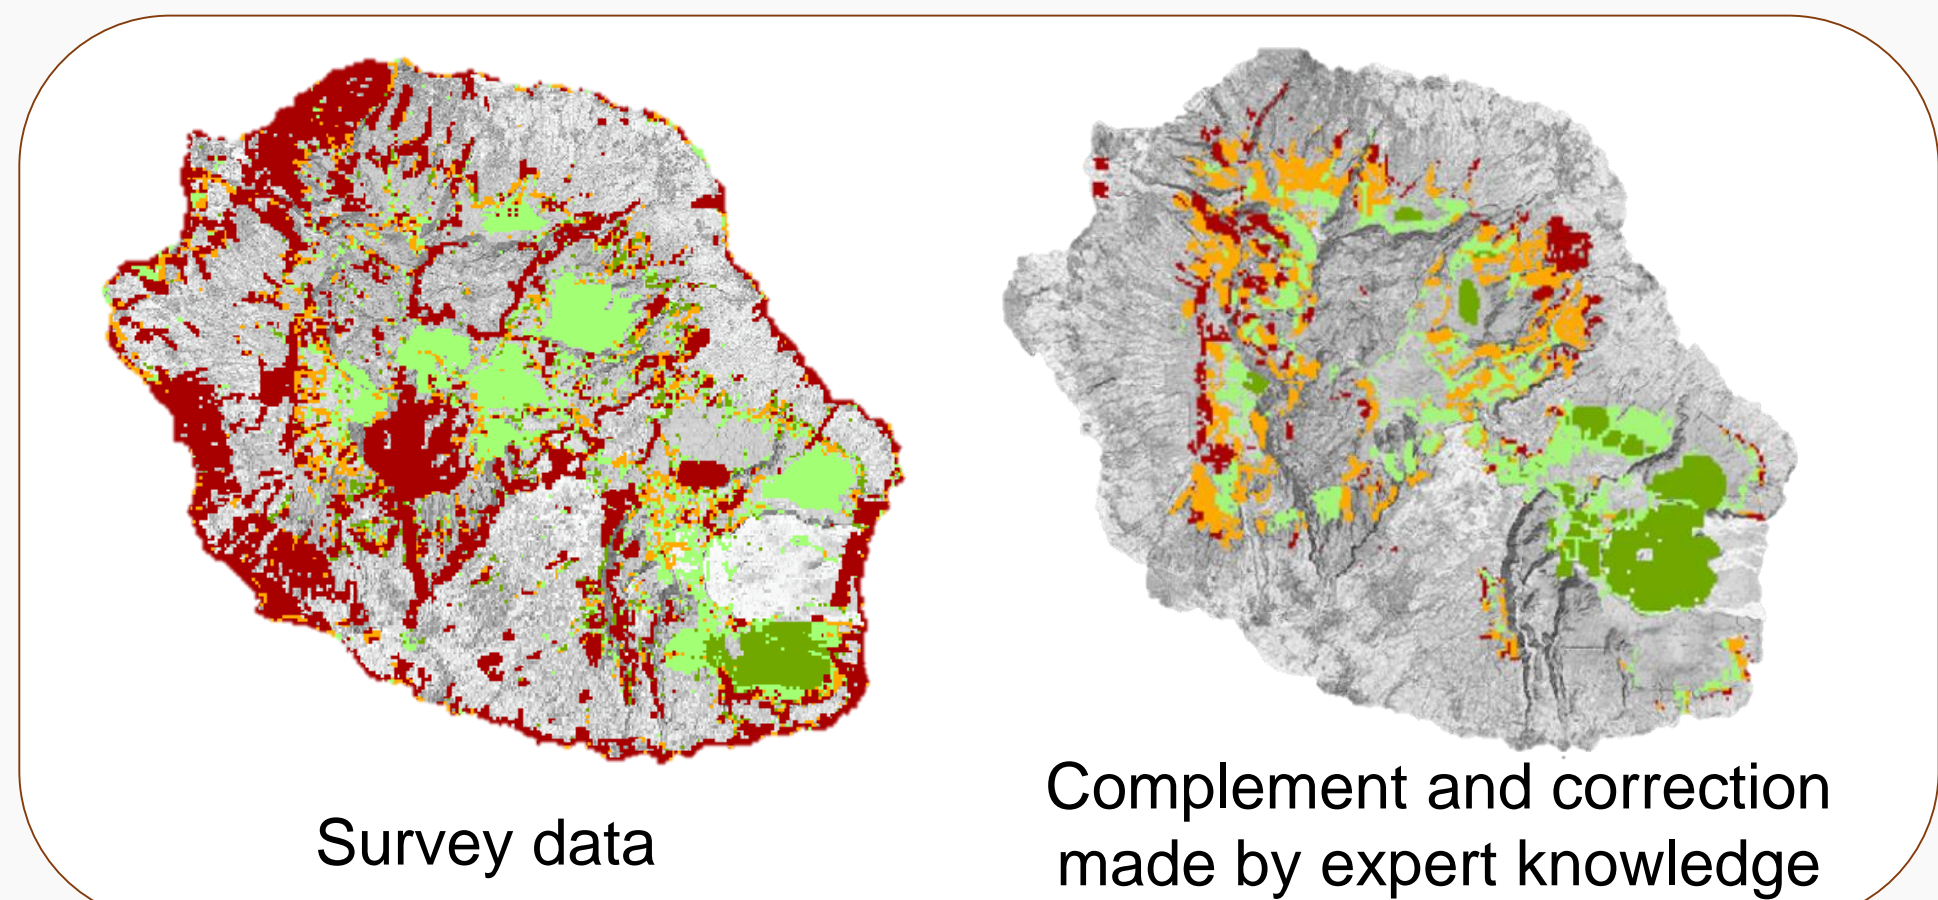 Survey data
Complement and correction
made by expert knowledge